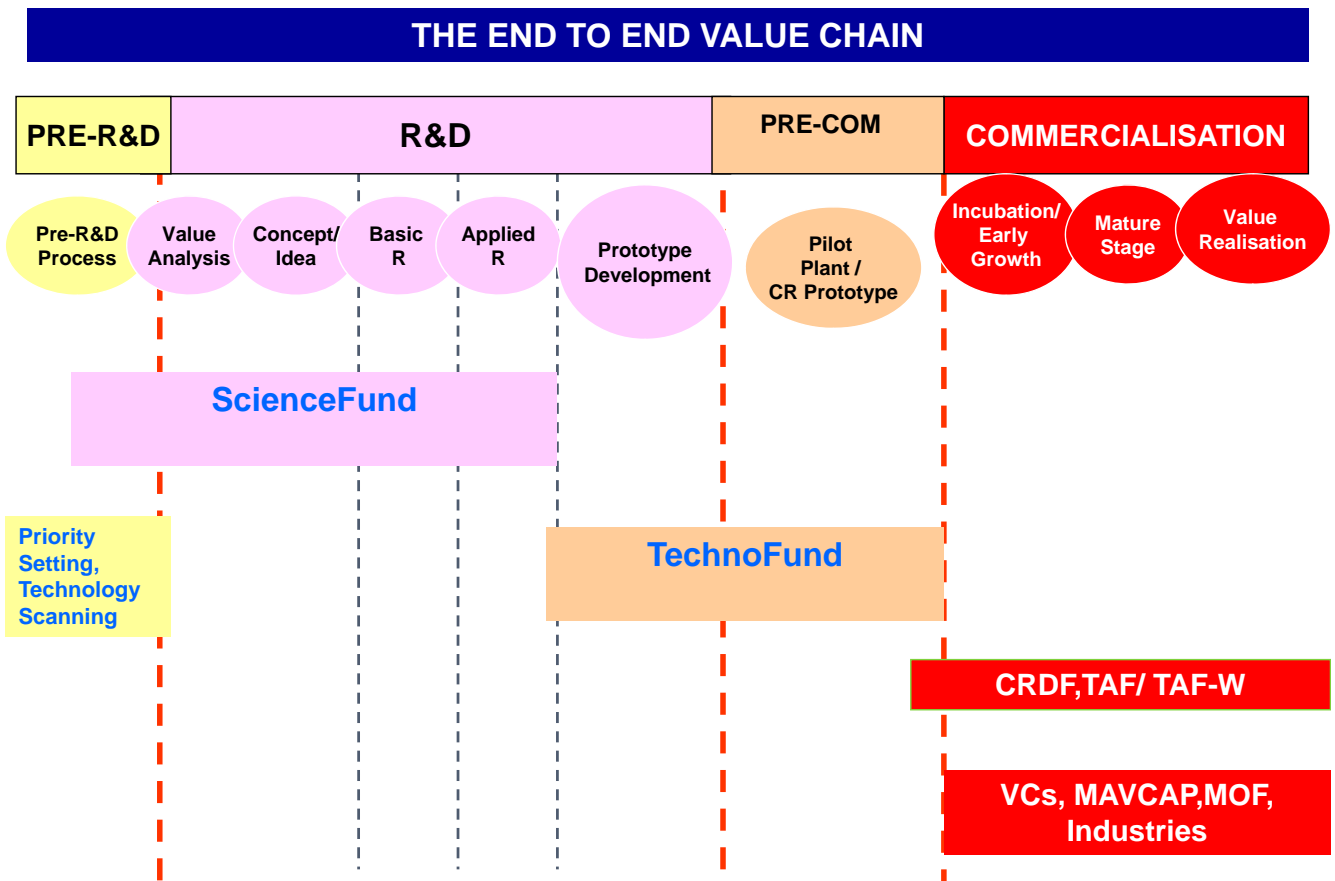 THE END TO END VALUE CHAIN
PRE-R&D
R&D
PRE-COM
COMMERCIALISATION
Pre-R&D
Process
Value
Analysis
Concept/
Idea
Basic
R
Applied
R
Prototype
Development
Pilot
Plant /
CR Prototype
Incubation/
Early
Growth
Mature
Stage
Value
Realisation
ScienceFund
Priority
Setting,
Technology
Scanning
TechnoFund
CRDF,TAF/ TAF-W
VCs, MAVCAP,MOF,
Industries